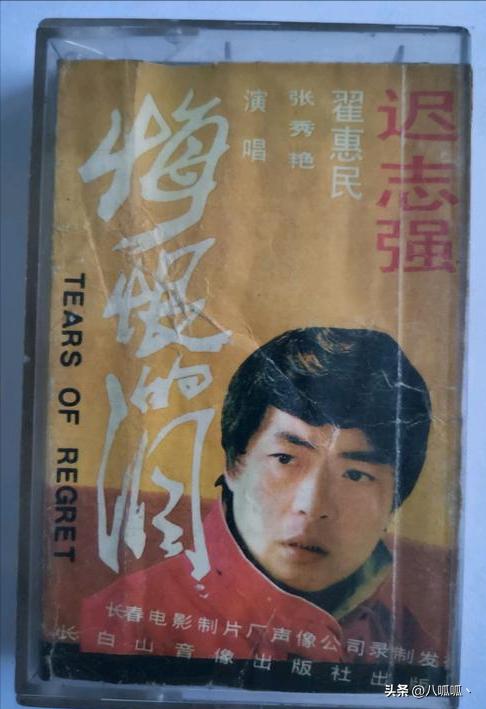 迟志强
翟惠民
张秀艳
演唱
悔恨的泪
TEARS OF REGRET
长春电影制片厂声像公司录制发
长白山音像出版社出版
头条 @八呱呱丶